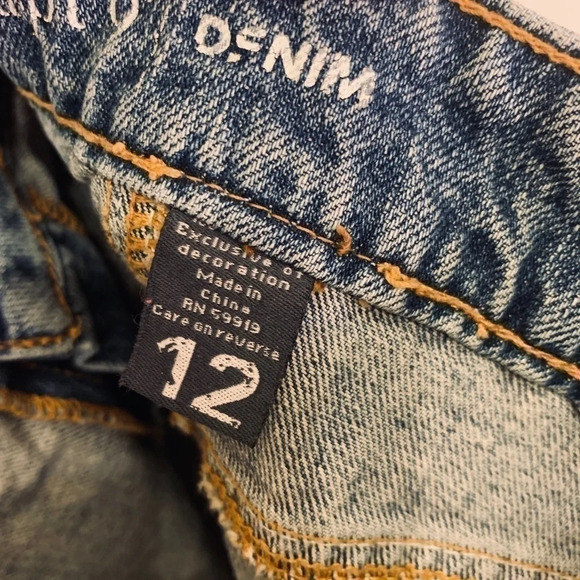 DENIM
Exclusive of
decoration
Made in
China
RN 59919
Care on reverse
12